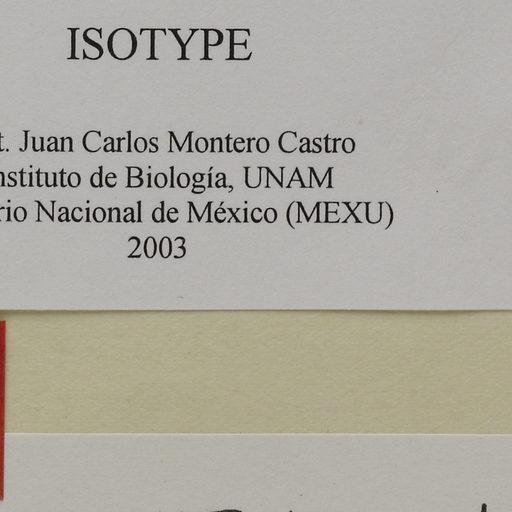 ISOTYPE
t. Juan Carlos Montero Castro
nstituto de Biología, UNAM
rio Nacional de México (MEXU)
2003